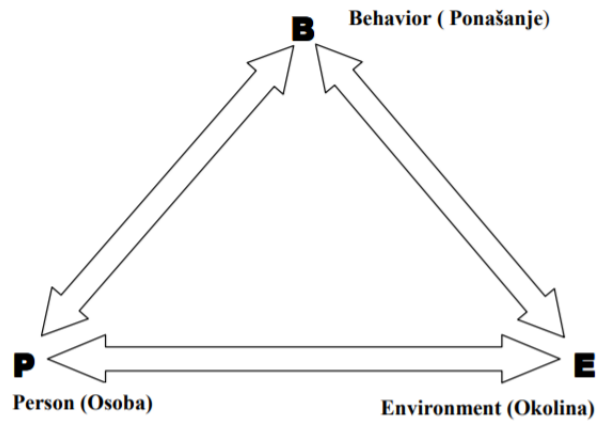 Behavior ( Ponašanje)
B
P
E
Person (Osoba)
Environment (Okolina)